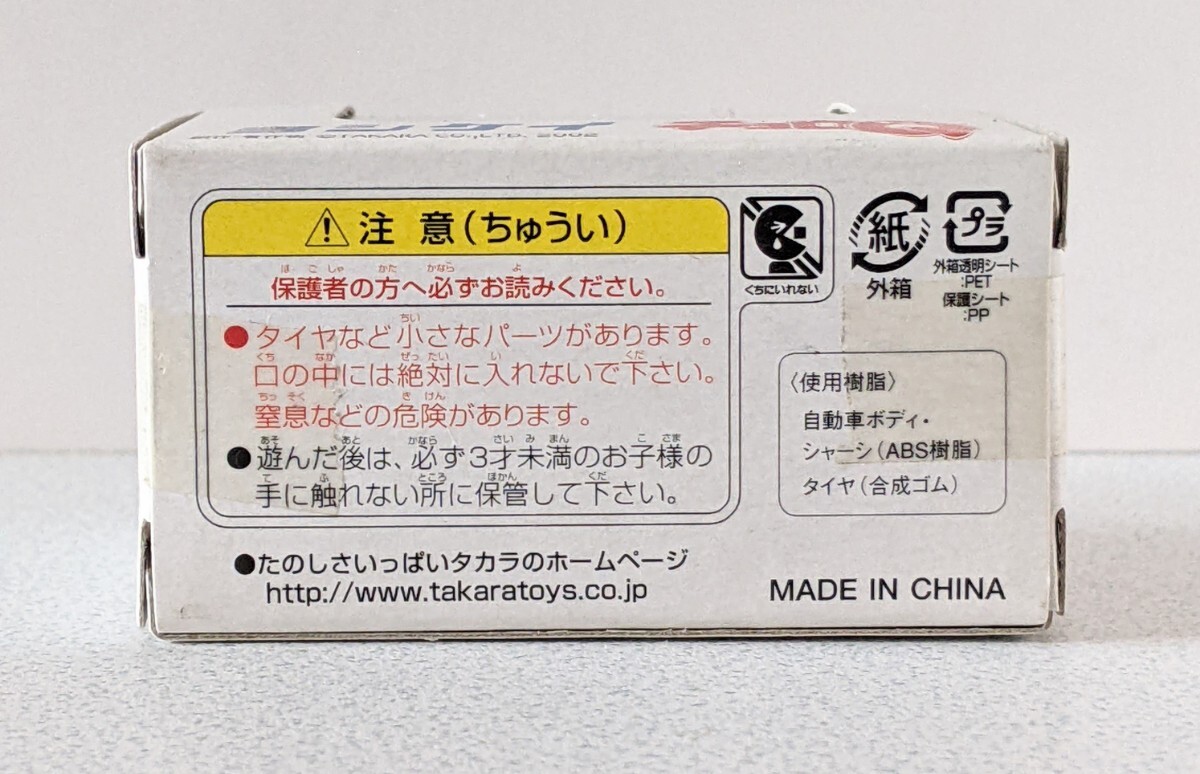 ©TAKARA CO.,LTD. 2002
⚠注 意(ちゅうい)
保護者の方へ必ずお読みください。
●タイヤなど小さなパーツがあります。
口の中には絶対に入れないで下さい。
窒息などの危険があります。
●遊んだ後は、必ず3才未満のお子様の
手に触れない所に保管して下さい。
くちにいれない
紙
外箱
プラ
外箱透明シート
:PET
保護シート
:PP
〈使用樹脂〉
自動車ボディ・
シャーシ(ABS樹脂)
タイヤ(合成ゴム)
●たのしさいっぱいタカラのホームページ
http://www.takaratoys.co.jp
MADE IN CHINA